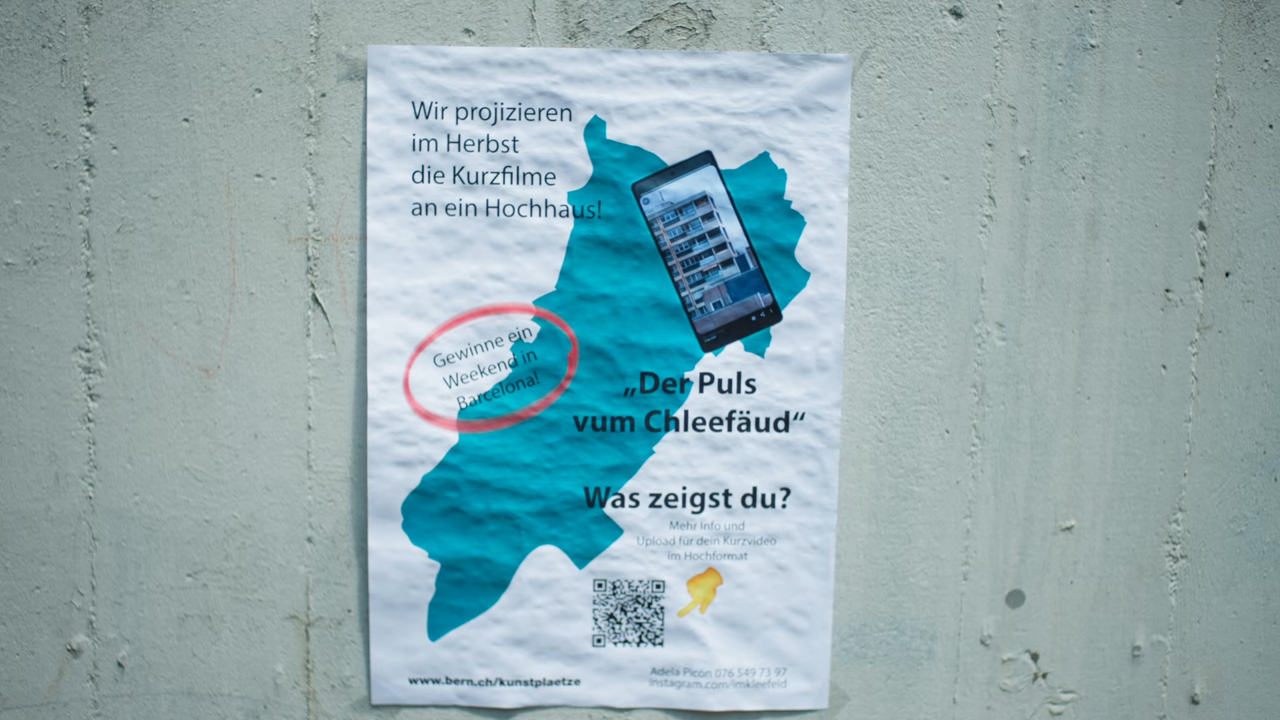 Wir projizieren
im Herbst
die Kurzfilme
an ein Hochhaus!
Gewinne ein
Weekend in
Barcelona!
„Der Puls
vum Chleefäud“
Was zeigst du?
Mehr Info und
Upload für dein Kurzvideo
im Hochformat
www.bern.ch/kunstplaetze
Adela Picón 076 549 73 97
instagram.com/imkleefeld